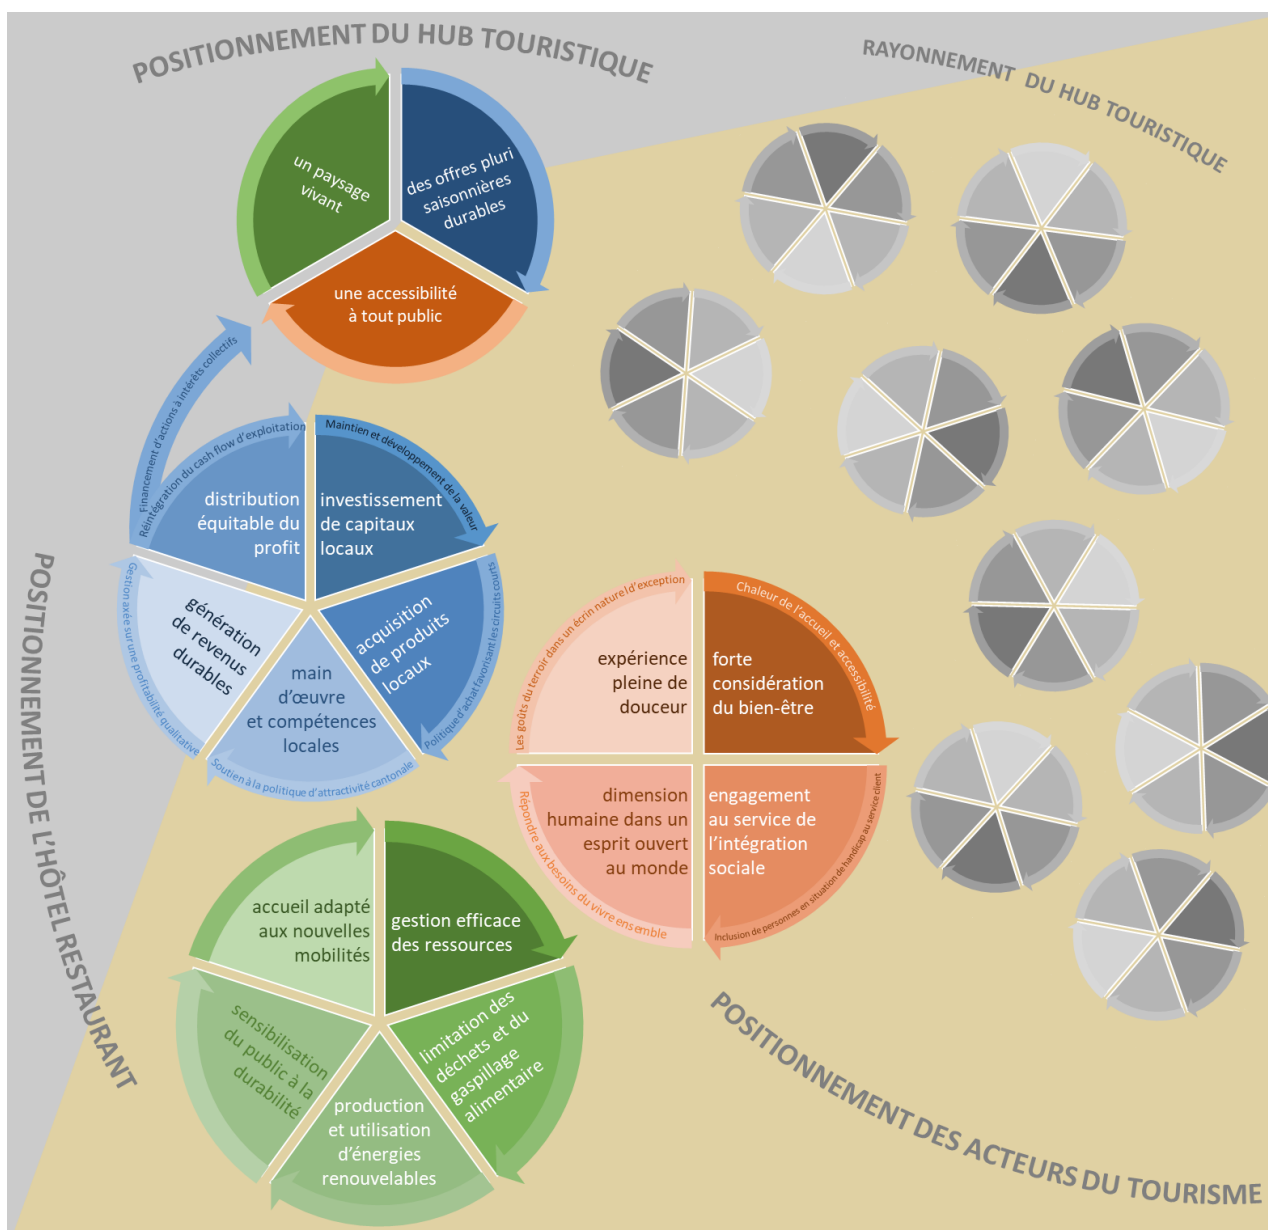 POSITIONNEMENT DU HUB TOURISTIQUE
RAYONNEMENT DU HUB TOURISTIQUE
un paysage
vivant
des offres pluri
saisonnières
durables
une accessibilité
à tout public
Financement d'actions à intérêts collectifs
Réintégration du cash flow d'exploitation
Maintien et développement de la valeur
distribution
équitable du
profit
investissement
de capitaux
locaux
POSITIONNEMENT DE L'HÔTEL RESTAURANT
Gestion axée sur une profitabilité qualitative
génération
de revenus
durables
main
d'œuvre
et compétences
locales
acquisition
de produits
locaux
Politique d'achat favorisant les circuits courts
Soutien à la politique d'attractivité cantonale
Les goûts du terroir dans un écrin nature d'exception
Chaleur de l'accueil et accessibilité
expérience
pleine de
douceur
forte
considération
du bien-être
dimension
humaine dans un
esprit ouvert
au monde
engagement
au service de
l'intégration
sociale
Répondre aux besoins du vivre ensemble
Inclusion de personnes en situation de handicap au service client
accueil adapté
aux nouvelles
mobilités
gestion efficace
des ressources
sensibilisation
du public à la
durabilité
limitation des
déchets et du
gaspillage
alimentaire
production
et utilisation
d'énergies
renouvelables
POSITIONNEMENT DES ACTEURS DU TOURISME